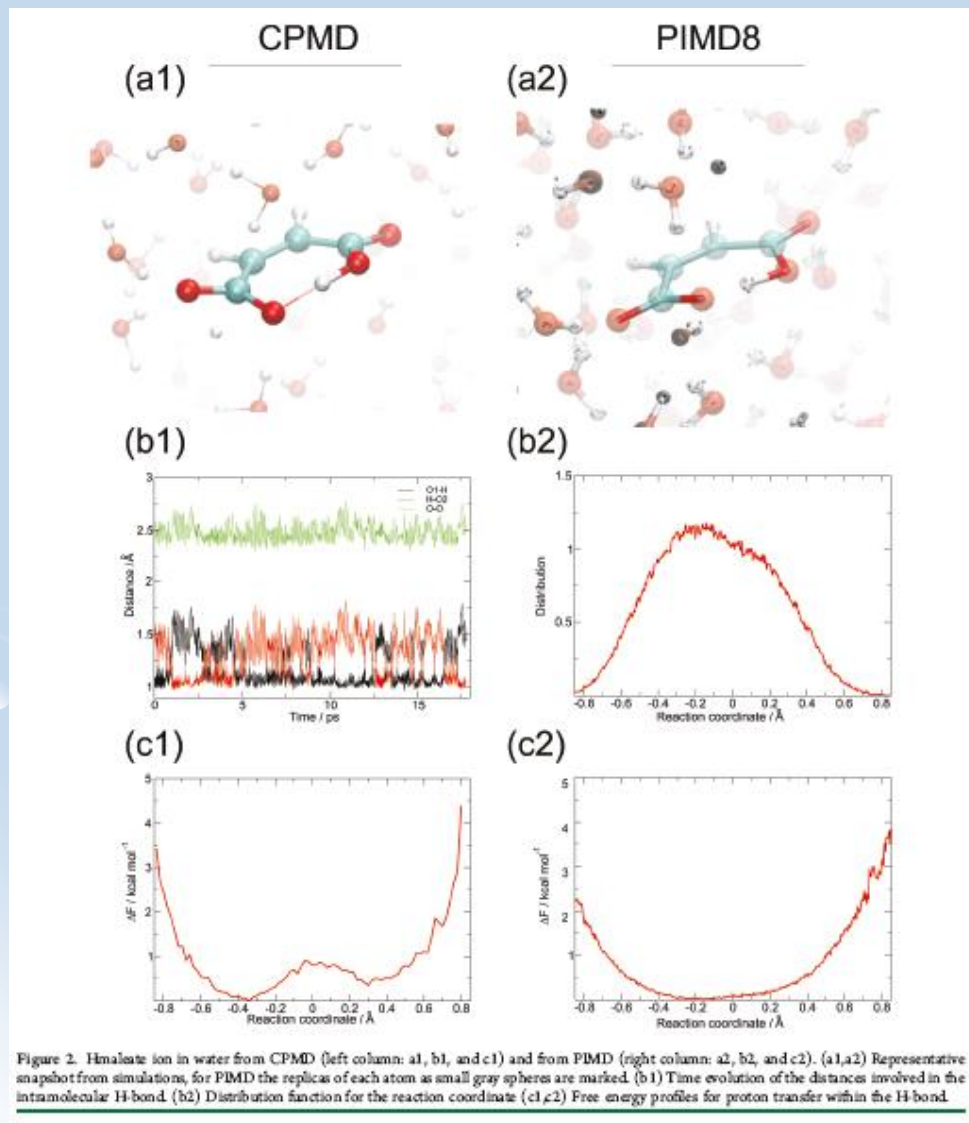 CPMD
PIMD8
(a1)
(a2)
(b1)
(b2)
3
2.5
2
1.5
1
Distance /Å
O1-H
H-O2
O-O
0
5
10
15
Time / ps
1.5
1
0.5
Distribution
-0.8 -0.6 -0.4 -0.2 0 0.2 0.4 0.6 0.8
Reaction coordinate / Å
(c1)
(c2)
5
4
3
2
1
ΔF / kcal mol⁻¹
-0.8 -0.6 -0.4 -0.2 0 0.2 0.4 0.6 0.8
Reaction coordinate / Å
5
4
3
2
1
ΔF / kcal mol⁻¹
-0.8 -0.6 -0.4 -0.2 0 0.2 0.4 0.6 0.8
Reaction coordinate / Å
Figure 2. Hmaleate ion in water from CPMD (left column: a1, b1, and c1) and from PIMD (right column: a2, b2, and c2). (a1,a2) Representative
snapshot from simulations, for PIMD the replicas of each atom as small gray spheres are marked. (b1) Time evolution of the distances involved in the
intramolecular H-bond. (b2) Distribution function for the reaction coordinate (c1,c2) Free energy profiles for proton transfer within the H-bond.